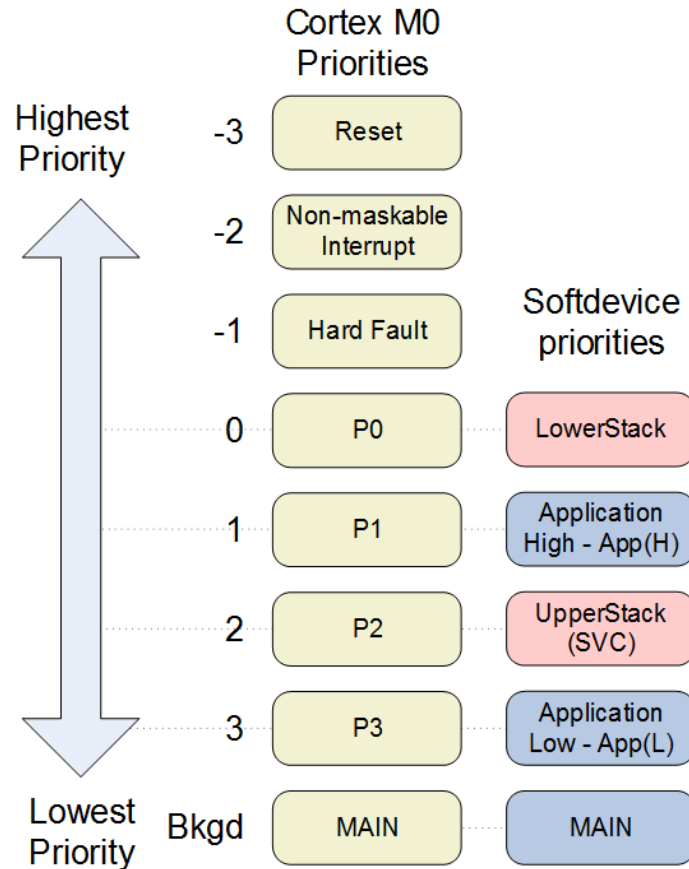 Cortex M0
Priorities
Highest
Priority
-3
Reset
-2
Non-maskable
Interrupt
Softdevice
priorities
-1
Hard Fault
0
P0
LowerStack
1
P1
Application
High - App(H)
2
P2
UpperStack
(SVC)
3
P3
Application
Low - App(L)
Lowest
Priority
Bkgd
MAIN
MAIN